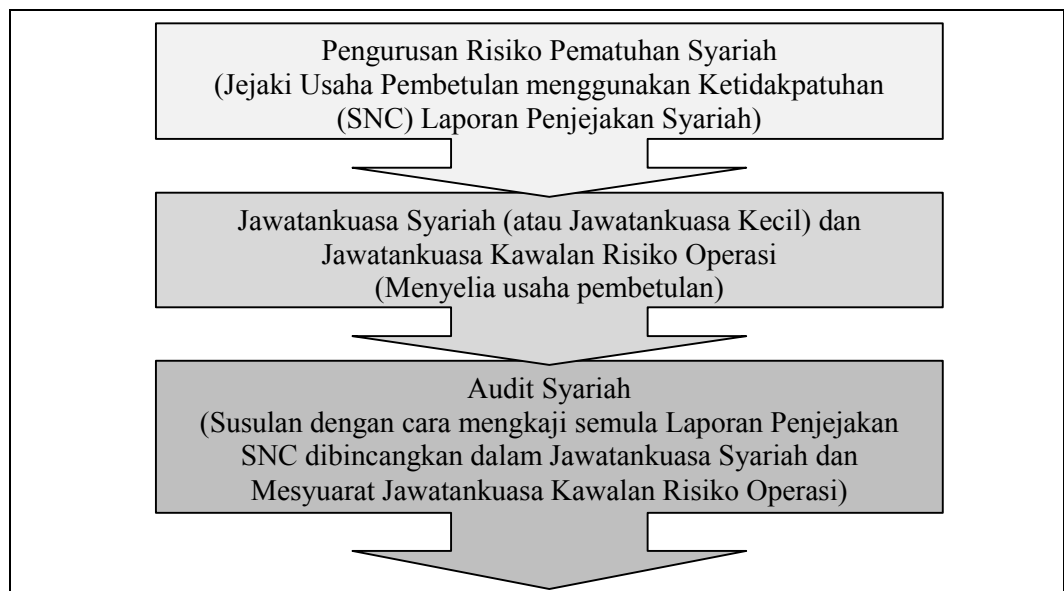 Pengurusan Risiko Pematuhan Syariah
(Jejaki Usaha Pembetulan menggunakan Ketidakpatuhan
(SNC) Laporan Penjejakan Syariah)
Jawatankuasa Syariah (atau Jawatankuasa Kecil) dan
Jawatankuasa Kawalan Risiko Operasi
(Menyelia usaha pembetulan)
Audit Syariah
(Susulan dengan cara mengkaji semula Laporan Penjejakan
SNC dibincangkan dalam Jawatankuasa Syariah dan
Mesyuarat Jawatankuasa Kawalan Risiko Operasi)